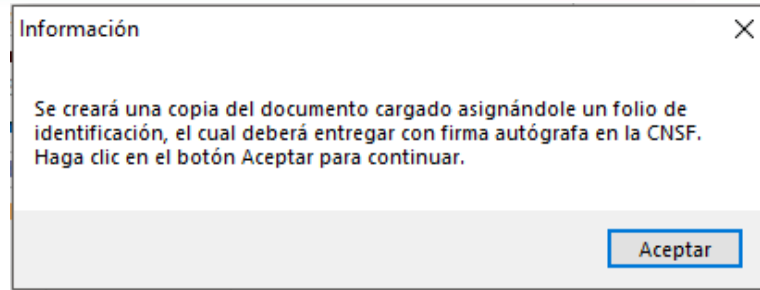 Información
Se creará una copia del documento cargado asignándole un folio de
identificación, el cual deberá entregar con firma autógrafa en la CNSF.
Haga clic en el botón Aceptar para continuar.
Aceptar